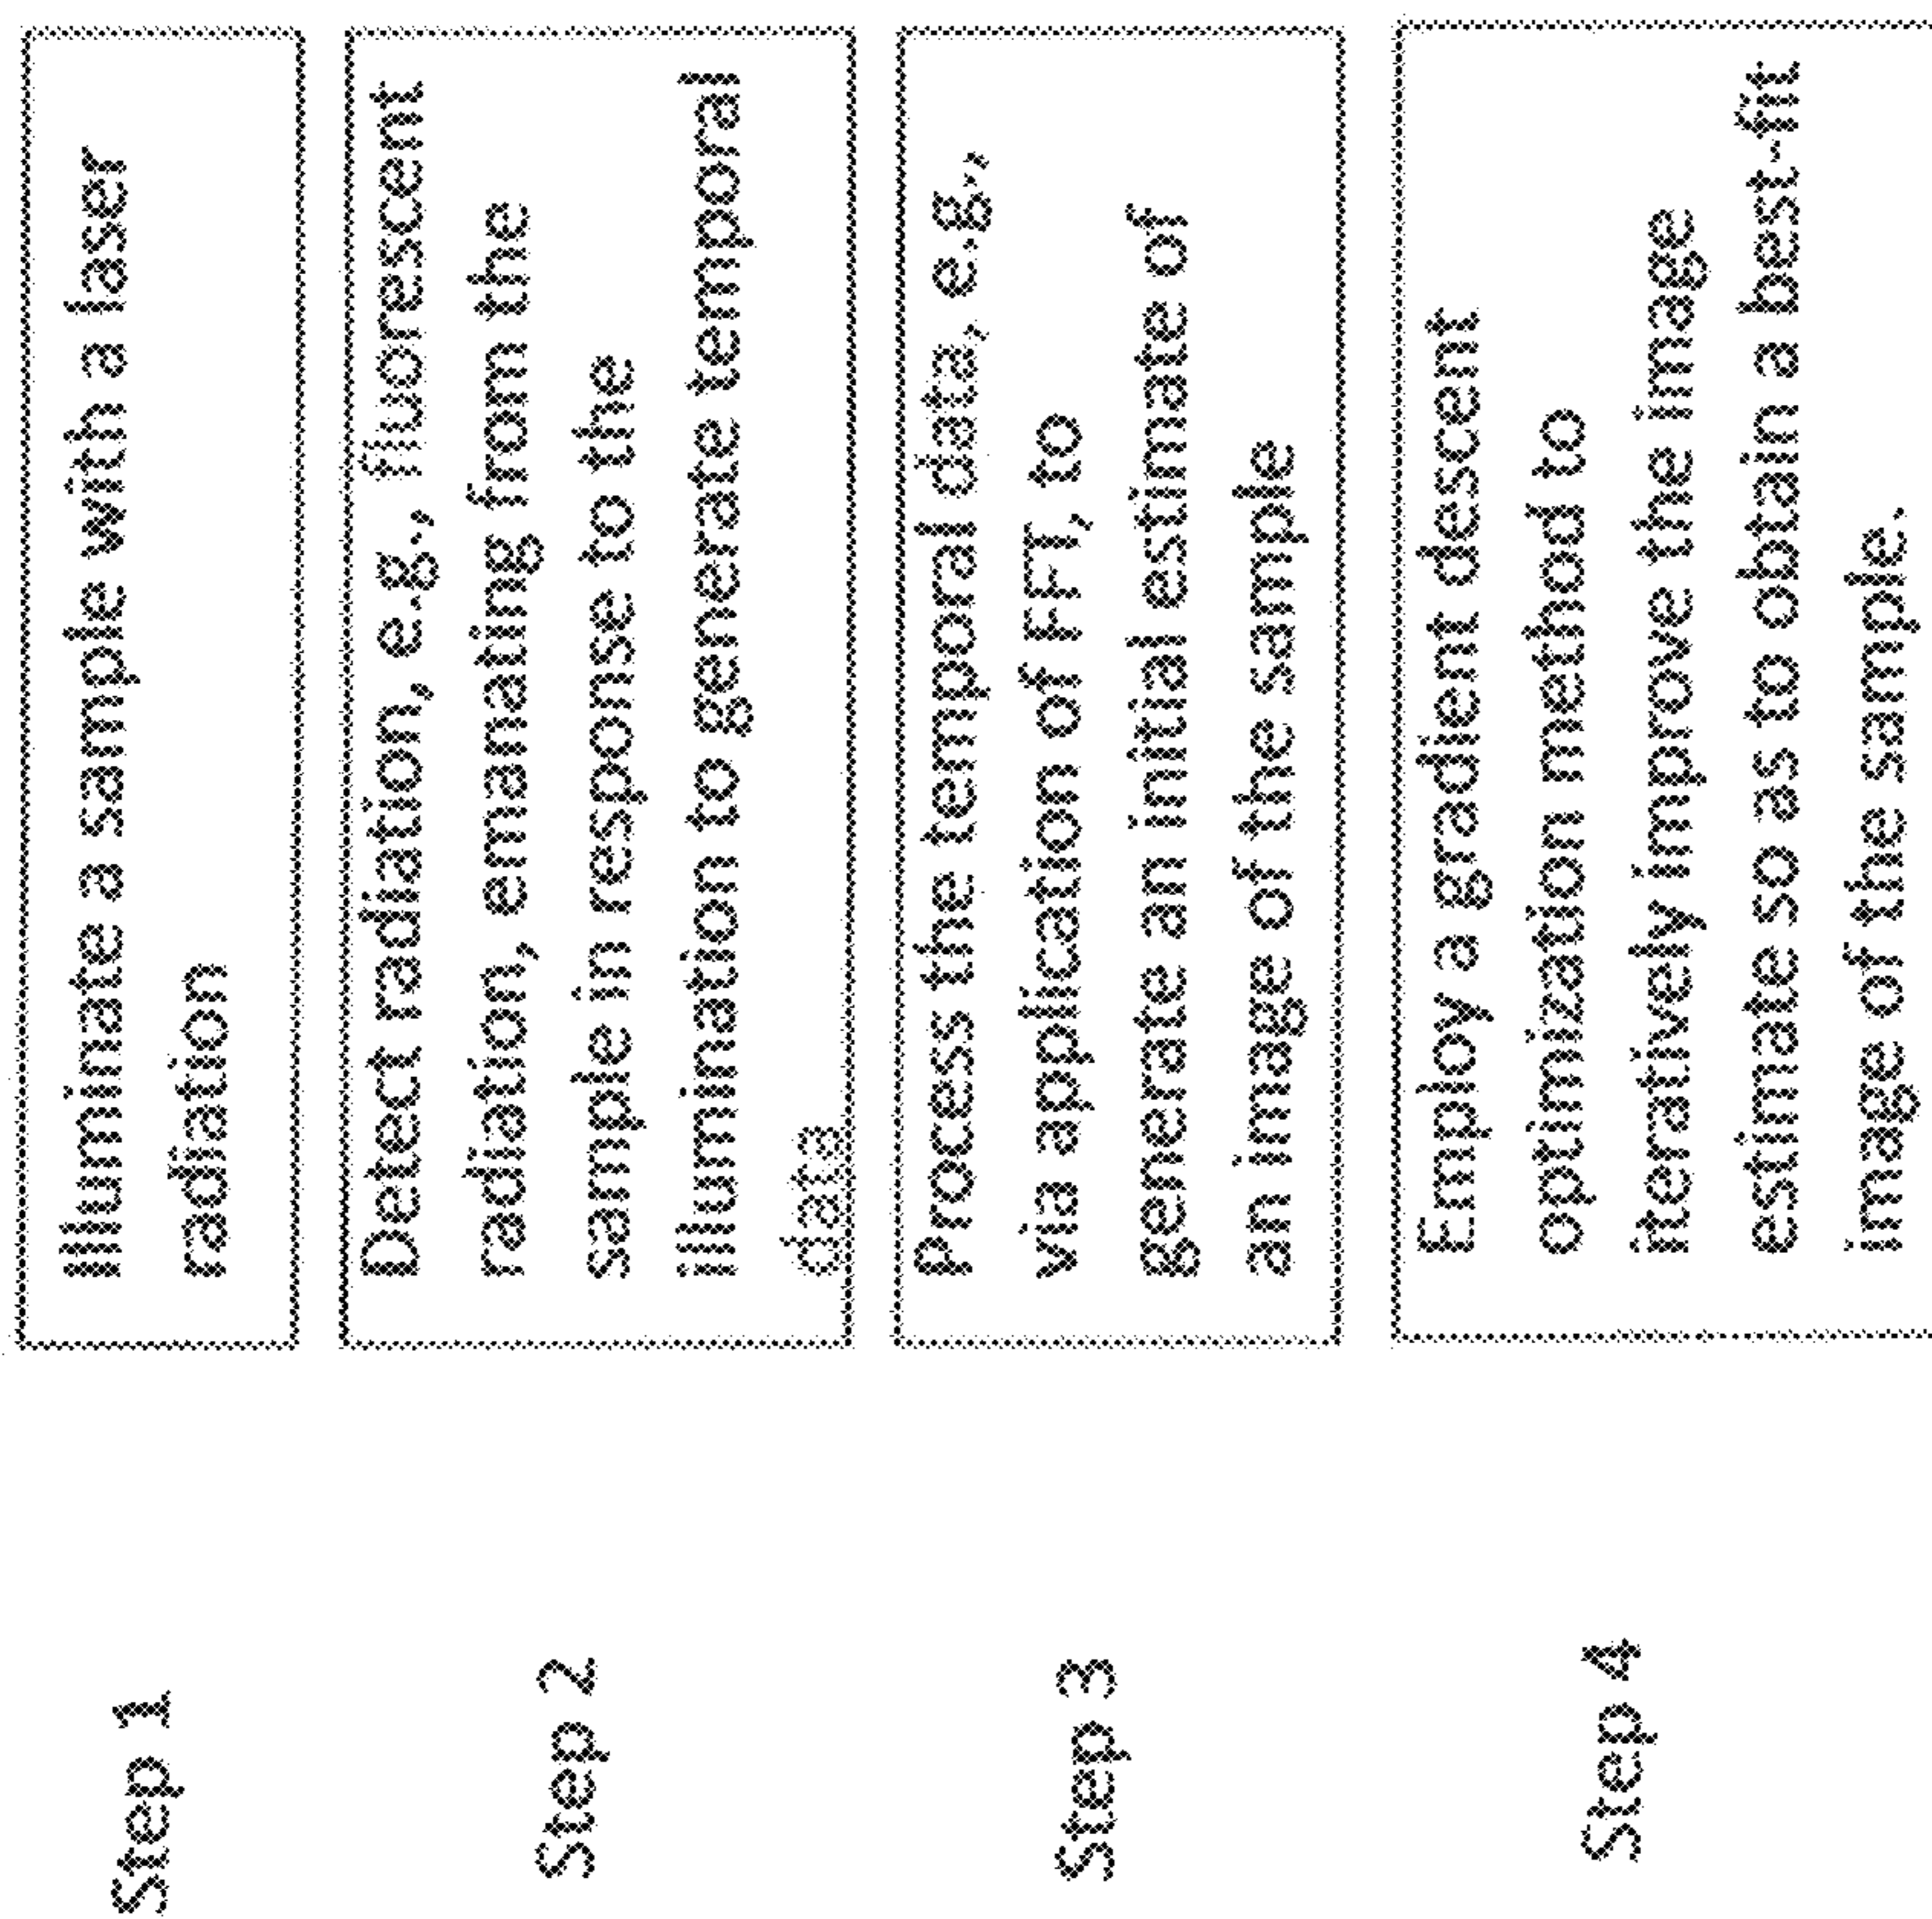 Step 1
Illuminate a sample with a laser
radiation
Step 2
Detect radiation, e.g., fluorescent
radiation, emanating from the
sample in response to the
illumination to generate temporal
data
Step 3
Process the temporal data, e.g.,
via application of FFT, to
generate an initial estimate of
an image of the sample
Step 4
Employ a gradient descent
optimization method to
iteratively improve the image
estimate so as to obtain a best-fit
image of the sample.